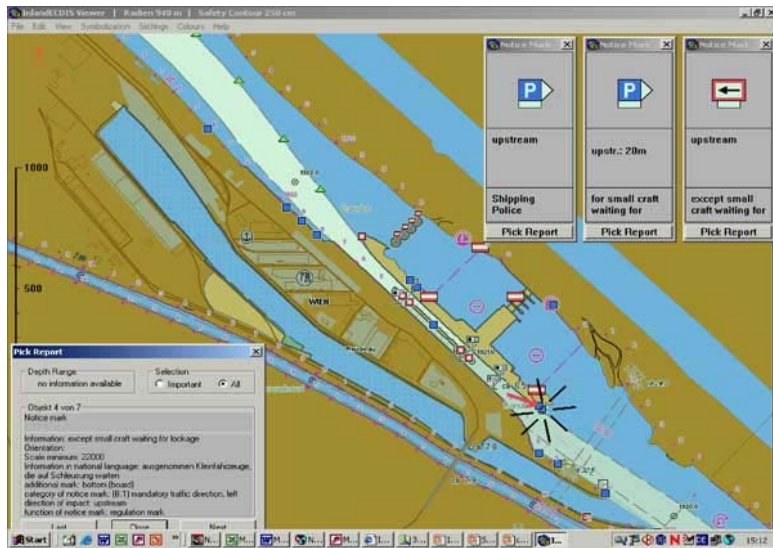 InlandECDIS Viewer | Radien 949 m | Safety Contour 250 cm
File Edit View Symbolization Settings Colours Help
Notice Mark
P
upstream
Shipping
Police
Pick Report
Notice Mark
P
upstr.: 20m
for small craft
waiting for
Pick Report
Notice Mark
upstream
except small
craft waiting for
Pick Report
1000
500
WIEN
Pick Report
Depth Range
no information available
Selection
Important
All
Objekt 4 von 7
Notice mark
Information: except small craft waiting for lockage
Orientation:
Scale minimum: 22000
Information in national language: ausgenommen Kleinfahrzeuge,
die auf Schleusung warten
additional mark: bottom (board)
category of notice mark: (B.1) mandatory traffic direction, left
direction of impact: upstream
function of notice mark: regulation mark
Last
Close
Next
Start
15:12